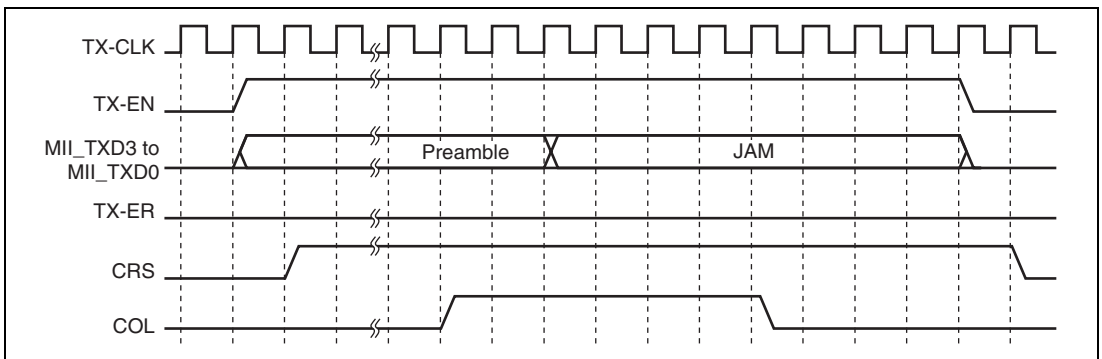 TX-CLK
TX-EN
MII_TXD3 to
MII_TXD0
Preamble
JAM
TX-ER
CRS
COL